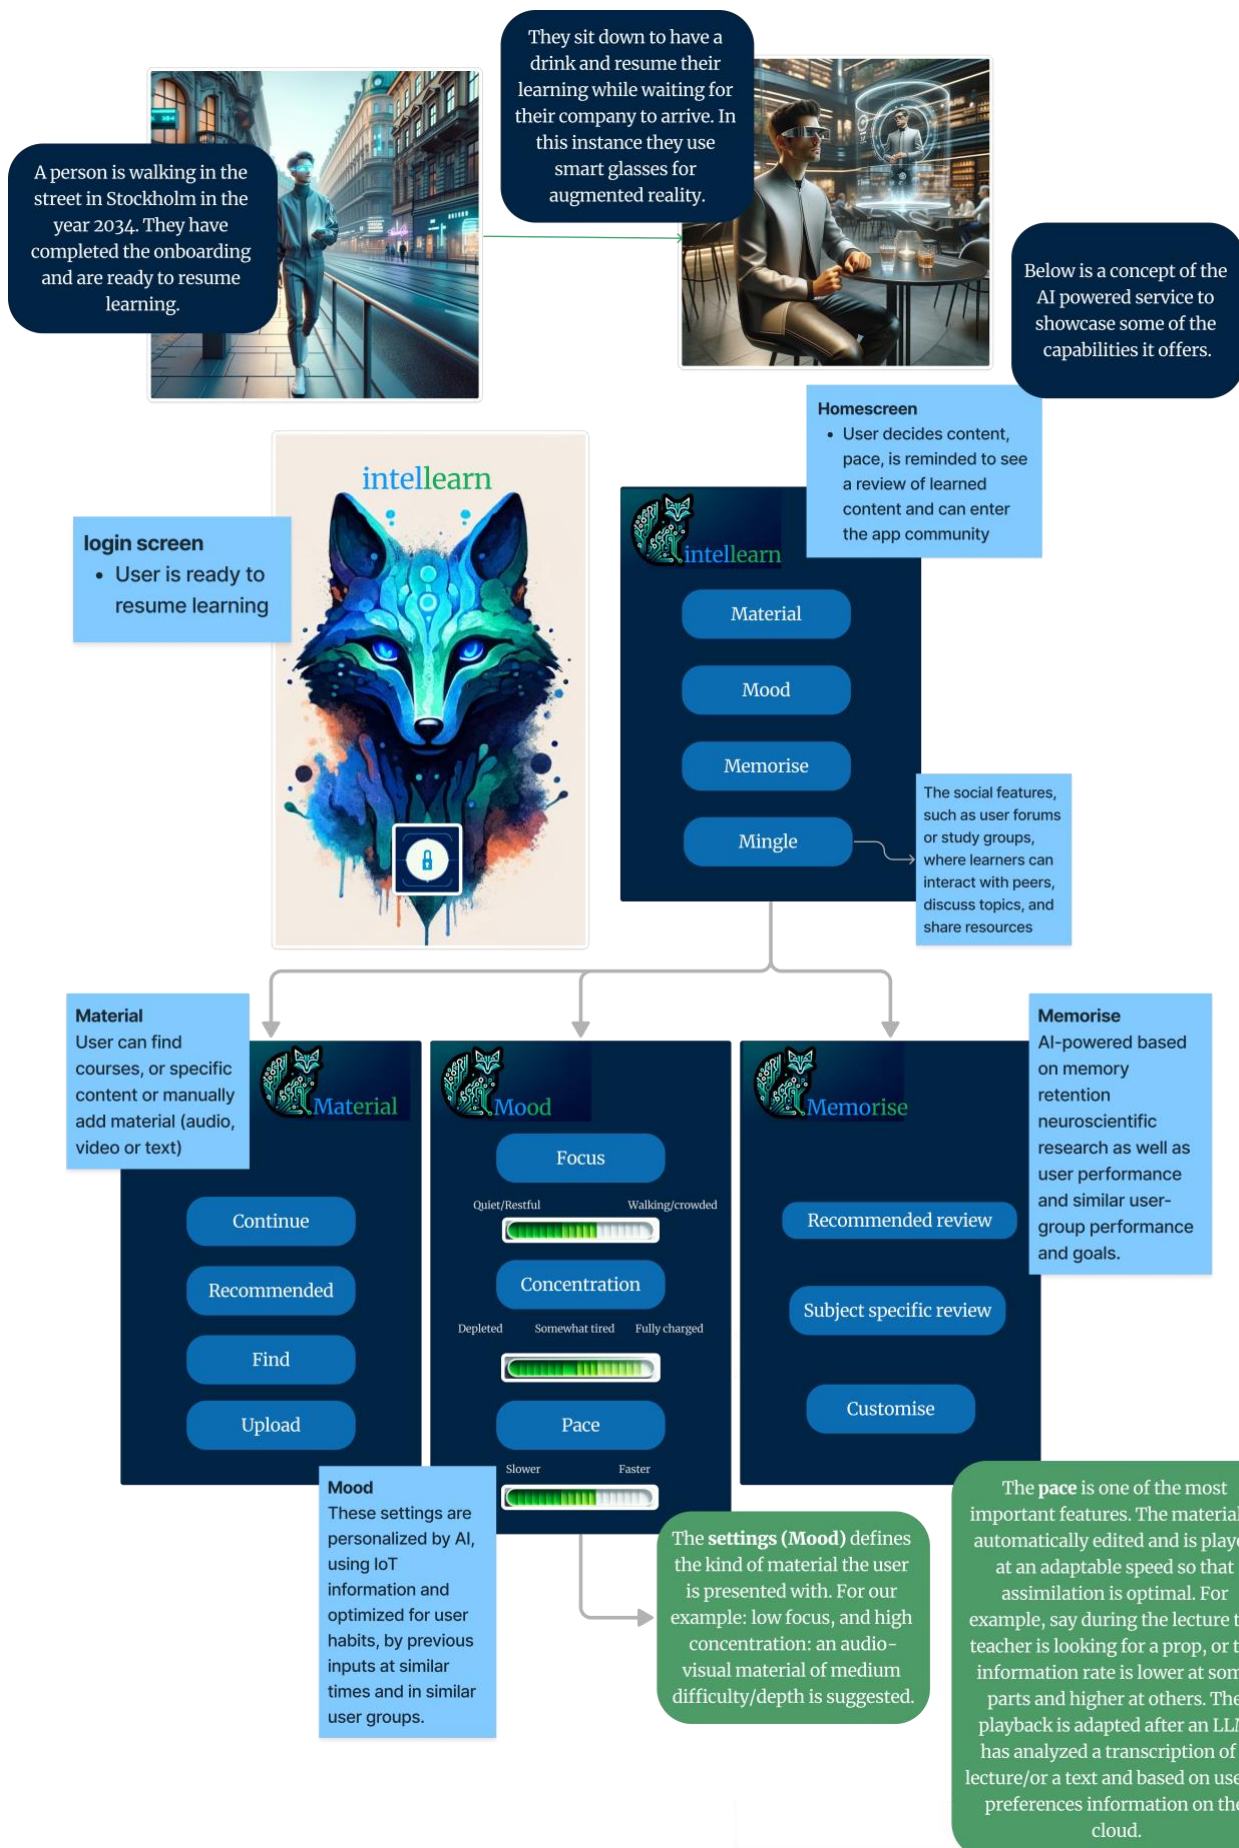 They sit down to have a
drink and resume their
learning while waiting for
their company to arrive. In
this instance they use
smart glasses for
augmented reality.
A person is walking in the
street in Stockholm in the
year 2034. They have
completed the onboarding
and are ready to resume
learning.
Below is a concept of the
AI powered service to
showcase some of the
capabilities it offers.
Homescreen
• User decides content,
pace, is reminded to see
a review of learned
content and can enter
the app community
intellearn
login screen
• User is ready to
resume learning
intellearn
Material
Mood
Memorise
Mingle
The social features,
such as user forums
or study groups,
where learners can
interact with peers,
discuss topics, and
share resources
Material
User can find
courses, or specific
content or manually
add material (audio,
video or text)
Material
Continue
Recommended
Find
Upload
Mood
Focus
Quiet/Restful Walking/crowded
Concentration
Depleted Somewhat tired Fully charged
Pace
Slower Faster
Memorise
AI-powered based
on memory
retention
neuroscientific
research as well as
user performance
and similar user-
group performance
and goals.
Memorise
Recommended review
Subject specific review
Customise
Mood
These settings are
personalized by AI,
using IoT
information and
optimized for user
habits, by previous
inputs at similar
times and in similar
user groups.
The settings (Mood) defines
the kind of material the user
is presented with. For our
example: low focus, and high
concentration: an audio-
visual material of medium
difficulty/depth is suggested.
The pace is one of the most
important features. The material
automatically edited and is
at an adaptable speed so that
assimilation is optimal. For
example, say during the lecture
teacher is looking for a prop, or
information rate is lower at
parts and higher at others. The
playback is adapted after an
has analyzed a transcription of
lecture/or a text and based on
preferences information on
cloud.